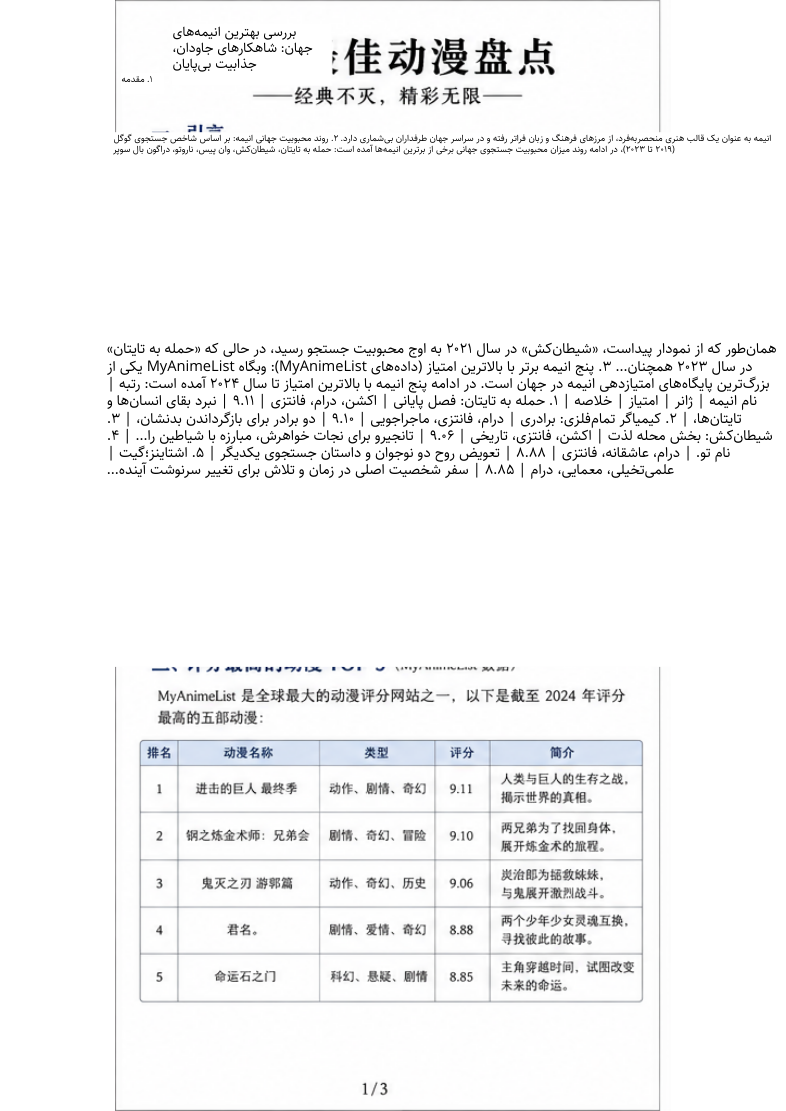 بررسی بهترین انیمه‌های
جهان: شاهکارهای جاودان،
جذابیت بی‌پایان
佳动漫盘点
۱. مقدمه
——经典不灭，精彩无限——
引言
انیمه به عنوان یک قالب هنری منحصربه‌فرد، از مرزهای فرهنگ و زبان فراتر رفته و در سراسر جهان طرفداران بی‌شماری دارد. ۲. روند محبوبیت جهانی انیمه: بر اساس شاخص جستجوی گوگل
(۲۰۱۹ تا ۲۰۲۳)، در ادامه روند میزان محبوبیت جستجوی جهانی برخی از برترین انیمه‌ها آمده است: حمله به تایتان، شیطان‌کش، وان پیس، ناروتو، دراگون بال سوپر
همان‌طور که از نمودار پیداست، «شیطان‌کش» در سال ۲۰۲۱ به اوج محبوبیت جستجو رسید، در حالی که «حمله به تایتان»
در سال ۲۰۲۳ همچنان... ۳. پنج انیمه برتر با بالاترین امتیاز (داده‌های MyAnimeList): وبگاه MyAnimeList یکی از
بزرگ‌ترین پایگاه‌های امتیازدهی انیمه در جهان است. در ادامه پنج انیمه با بالاترین امتیاز تا سال ۲۰۲۴ آمده است: رتبه |
نام انیمه | ژانر | امتیاز | خلاصه | ۱. حمله به تایتان: فصل پایانی | اکشن، درام، فانتزی | ۹.۱۱ | نبرد بقای انسان‌ها و
تایتان‌ها، | ۲. کیمیاگر تمام‌فلزی: برادری | درام، فانتزی، ماجراجویی | ۹.۱۰ | دو برادر برای بازگرداندن بدنشان، | ۳.
شیطان‌کش: بخش محله لذت | اکشن، فانتزی، تاریخی | ۹.۰۶ | تانجیرو برای نجات خواهرش، مبارزه با شیاطین را... | ۴.
نام تو. | درام، عاشقانه، فانتزی | ۸.۸۸ | تعویض روح دو نوجوان و داستان جستجوی یکدیگر | ۵. اشتاینز؛گیت |
علمی‌تخیلی، معمایی، درام | ۸.۸۵ | سفر شخصیت اصلی در زمان و تلاش برای تغییر سرنوشت آینده...
三、评分最高的动漫 TOP 5（MyAnimeList 数据）
MyAnimeList 是全球最大的动漫评分网站之一，以下是截至 2024 年评分
最高的五部动漫：
排名 动漫名称 类型 评分 简介
1 进击的巨人 最终季 动作、剧情、奇幻 9.11 人类与巨人的生存之战，
揭示世界的真相。
2 钢之炼金术师：兄弟会 剧情、奇幻、冒险 9.10 两兄弟为了找回身体，
展开炼金术的旅程。
3 鬼灭之刃 游郭篇 动作、奇幻、历史 9.06 炭治郎为拯救妹妹，
与鬼展开激烈战斗。
4 君名。 剧情、爱情、奇幻 8.88 两个少年少女灵魂互换，
寻找彼此的故事。
5 命运石之门 科幻、悬疑、剧情 8.85 主角穿越时间，试图改变
未来的命运。
1/3